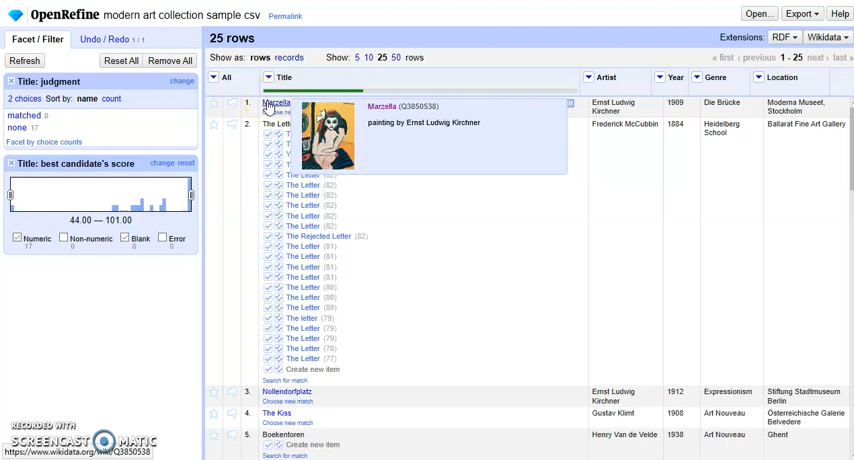 OpenRefine modern art collection sample csv Permalink Open... Export Help
Facet / Filter Undo / Redo 1 / 1 25 rows Extensions: RDF Wikidata
Refresh Reset All Remove All Show as: rows records Show: 5 10 25 50 rows « first ‹ previous 1 - 25 next › last »
Title: judgment change All Title Artist Year Genre Location
2 choices Sort by: name count
matched 8
none 17
Facet by choice counts
Title: best candidate's score change reset
44.00 — 101.00
Numeric Non-numeric Blank Error
17 0 8 0
1. Marzella Ernst Ludwig Kirchner 1909 Die Brücke Moderna Museet, Stockholm
Marzella (Q3850538)
painting by Ernst Ludwig Kirchner
2. Frederick McCubbin 1884 Heidelberg School Ballarat Fine Art Gallery
The Letter (82)
The Letter (82)
The Letter (82)
The Letter (82)
The Letter (82)
The Letter (82)
The Rejected Letter (82)
The Letter (81)
The Letter (81)
The Letter (81)
The Letter (81)
The Letter (80)
The Letter (80)
The Letter (80)
The letter (79)
The Letter (79)
The Letter (79)
The Letter (78)
The Letter (77)
Create new item
Search for match
3. Nollendorfplatz Ernst Ludwig Kirchner 1912 Expressionism Stiftung Stadtmuseum Berlin
Choose new match
4. The Kiss Gustav Klimt 1908 Art Nouveau Österreichische Galerie Belvedere
Choose new match
5. Boekentoren Henry Van de Velde 1938 Art Nouveau Ghent
Create new item
Search for match
RECORDED WITH
SCREENCAST MATIC
https://www.wikidata.org/wiki/Q3850538